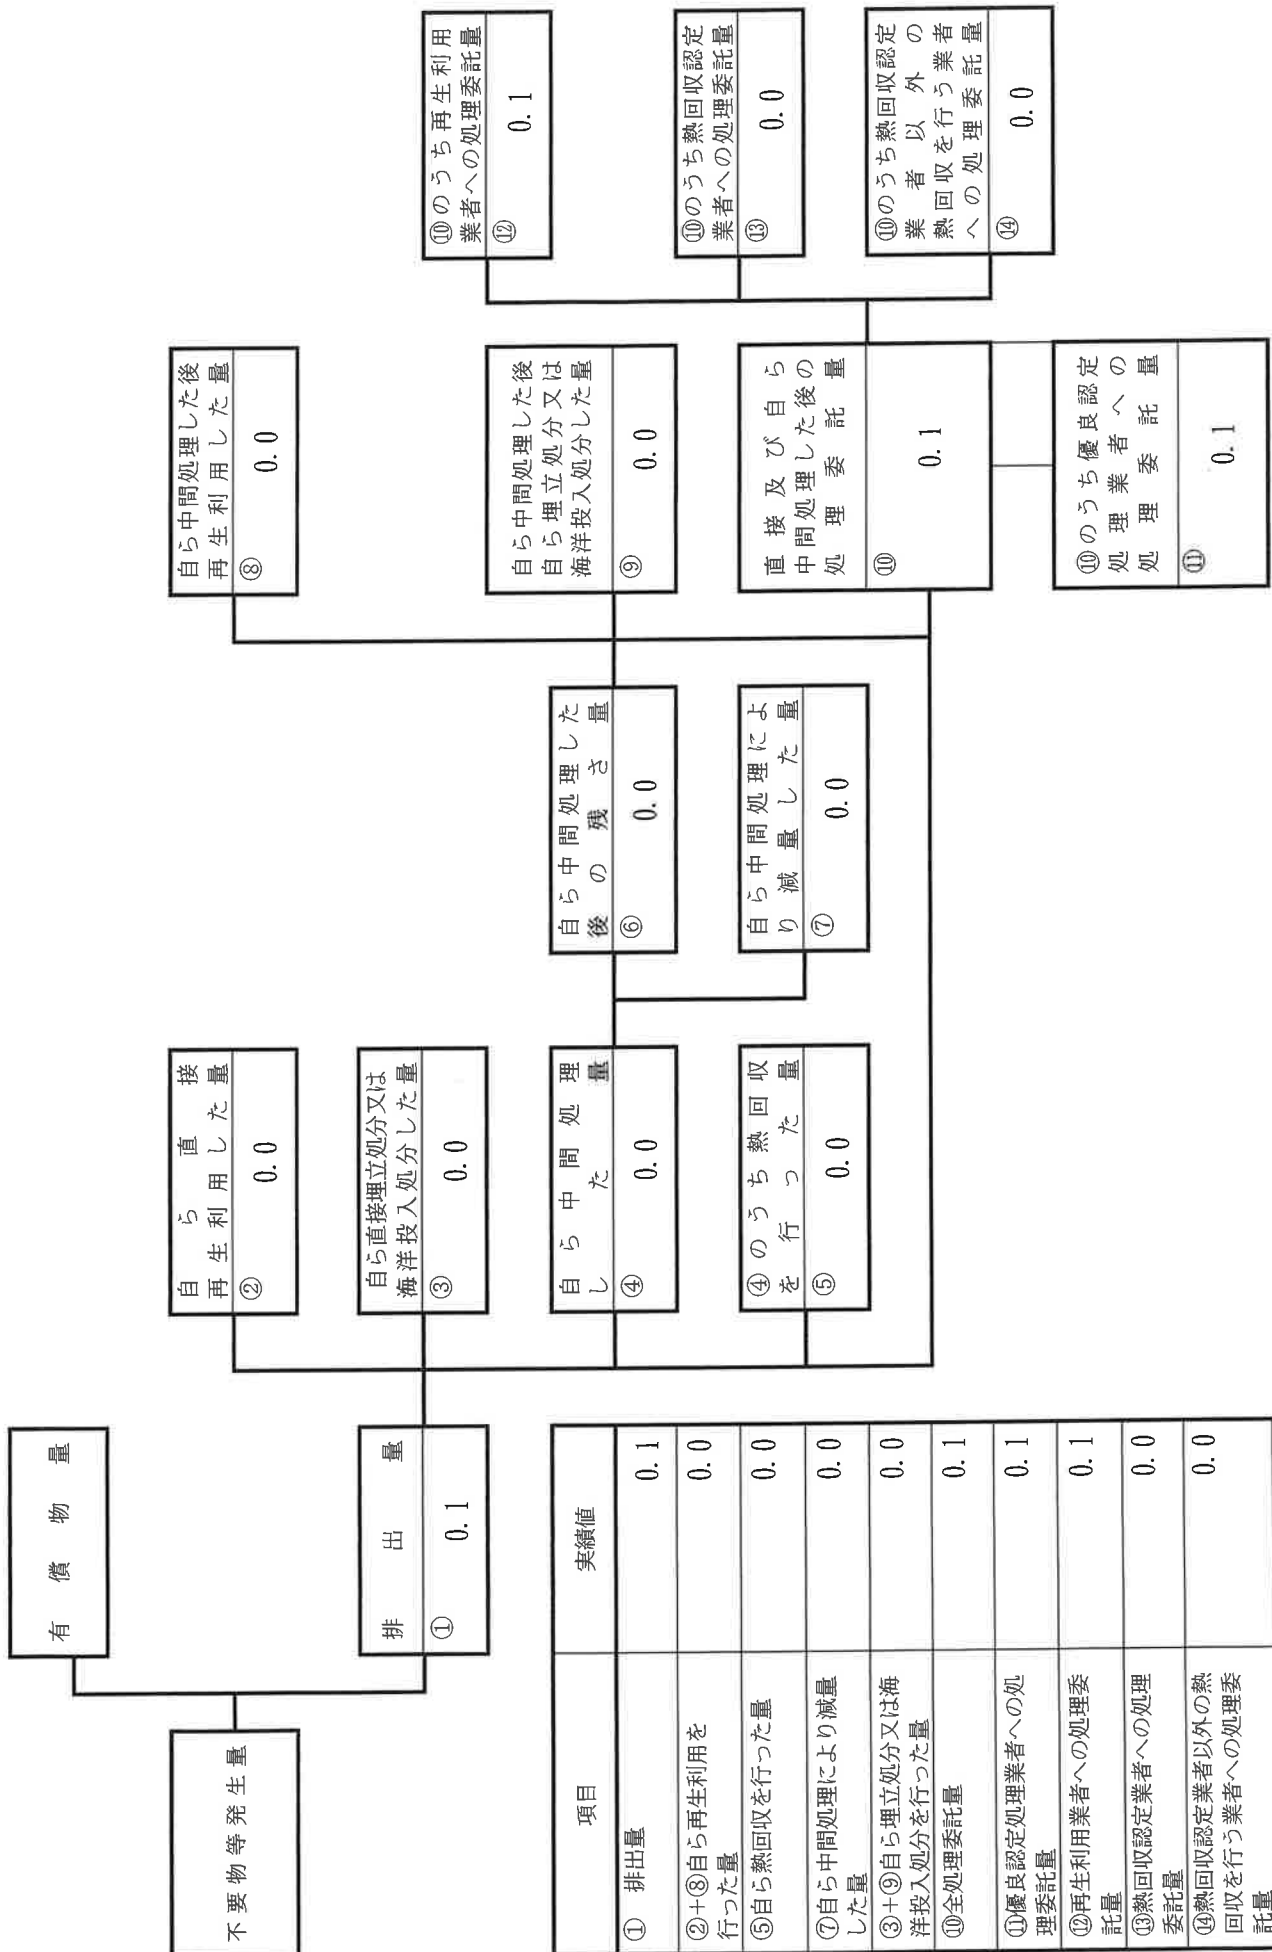 不要物等発生量
有償物量
排出量
① 0.1
自ら直接
再生利用した量
② 0.0
自ら直接埋立処分又は
海洋投入処分した量
③ 0.0
自ら中間処理
した量
④ 0.0
④のうち熱回収
を行った量
⑤ 0.0
自ら中間処理した
後の残さ量
⑥ 0.0
自ら中間処理によ
り減量した量
⑦ 0.0
自ら中間処理した後
再生利用した量
⑧ 0.0
自ら中間処理した後
自ら埋立処分又は
海洋投入処分した量
⑨ 0.0
直接及び自ら
中間処理した後の
処理委託量
⑩ 0.1
⑩のうち優良認定
処理業者への
処理委託量
⑪ 0.1
⑩のうち再生利用
業者への処理委託量
⑫ 0.1
⑩のうち熱回収認定
業者への処理委託量
⑬ 0.0
⑩のうち熱回収認定
業者以外の
熱回収を行う業者
への処理委託量
⑭ 0.0
項目 実績値
① 排出量 0.1
②+⑧自ら再生利用を
行った量 0.0
⑤自ら熱回収を行った量 0.0
⑦自ら中間処理により減量
した量 0.0
③+⑨自ら埋立処分又は海
洋投入処分を行った量 0.0
⑩全処理委託量 0.1
⑪優良認定処理業者への処
理委託量 0.1
⑫再生利用業者への処理委
託量 0.1
⑬熱回収認定業者への処理
委託量 0.0
⑭熱回収認定業者以外の熱
回収を行う業者への処理委
託量 0.0